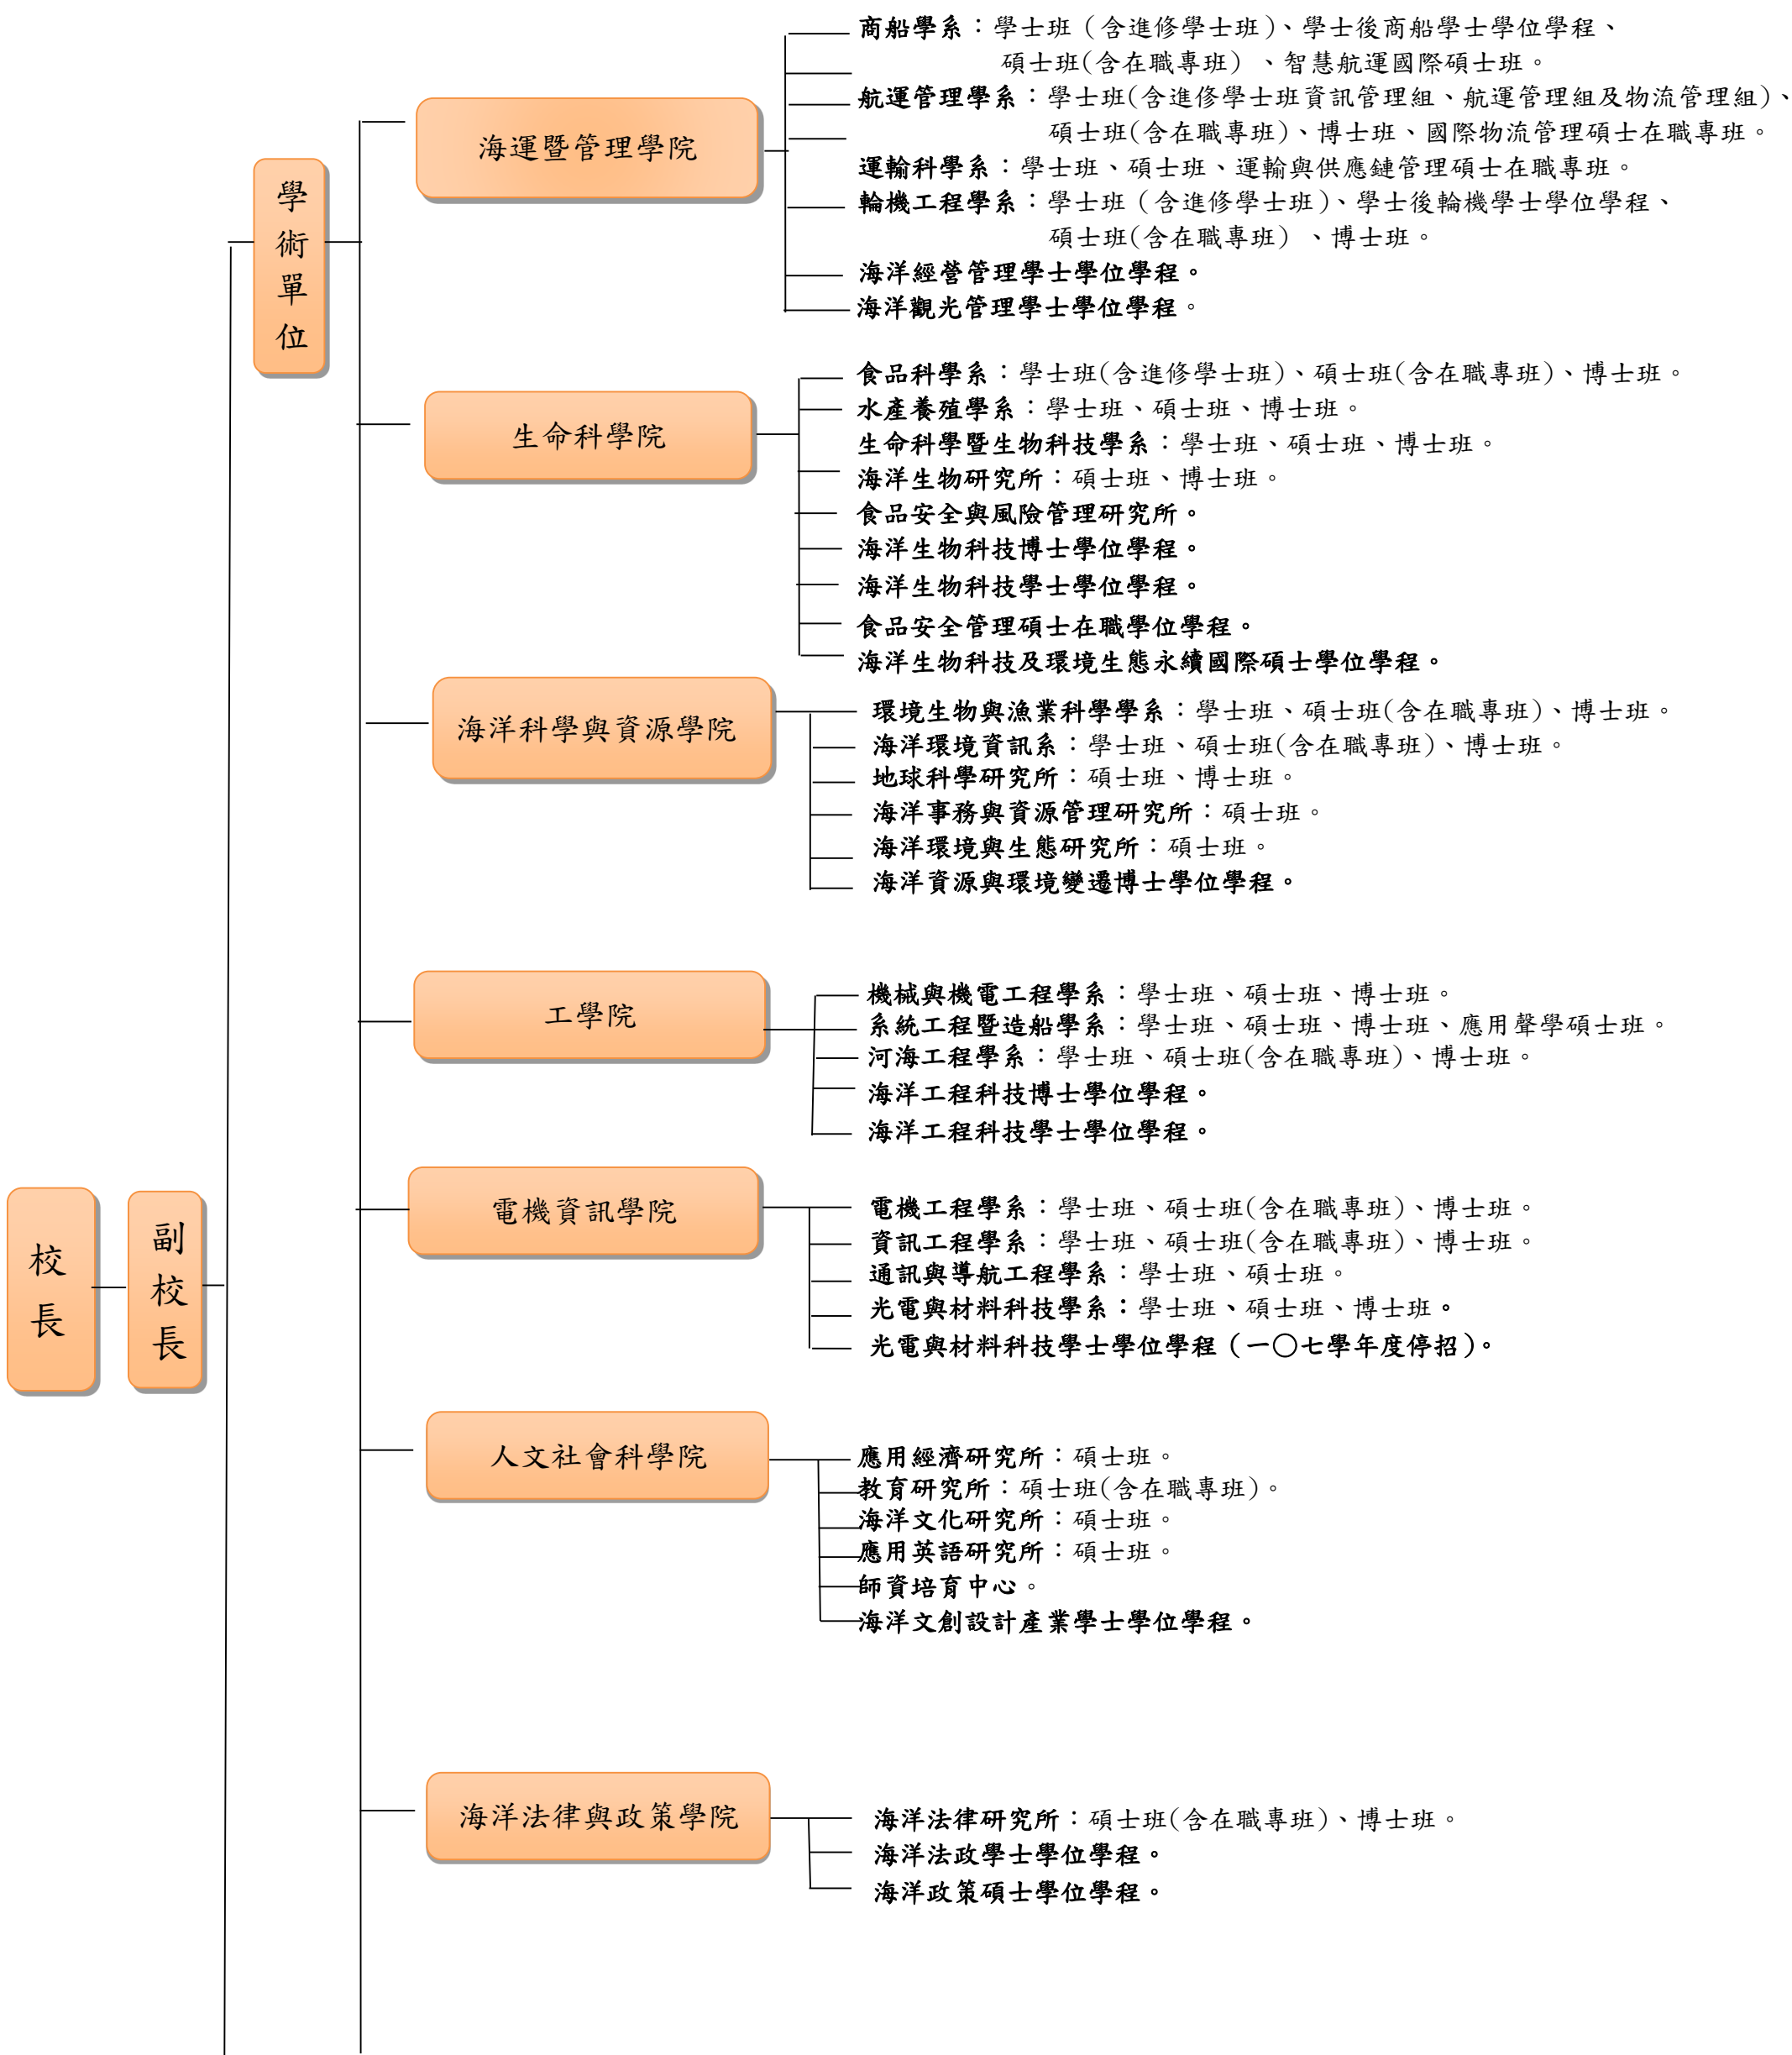 校長
副校長
學術單位
海運暨管理學院
商船學系：學士班（含進修學士班）、學士後商船學士學位學程、
碩士班(含在職專班)、智慧航運國際碩士班。
航運管理學系：學士班(含進修學士班資訊管理組、航運管理組及物流管理組)、
碩士班(含在職專班)、博士班、國際物流管理碩士在職專班。
運輸科學系：學士班、碩士班、運輸與供應鏈管理碩士在職專班。
輪機工程學系：學士班（含進修學士班）、學士後輪機學士學位學程、
碩士班(含在職專班)、博士班。
海洋經營管理學士學位學程。
海洋觀光管理學士學位學程。
生命科學院
食品科學系：學士班(含進修學士班)、碩士班(含在職專班)、博士班。
水產養殖學系：學士班、碩士班、博士班。
生命科學暨生物科技學系：學士班、碩士班、博士班。
海洋生物研究所：碩士班、博士班。
食品安全與風險管理研究所。
海洋生物科技博士學位學程。
海洋生物科技學士學位學程。
食品安全管理碩士在職學位學程。
海洋生物科技及環境生態永續國際碩士學位學程。
海洋科學與資源學院
環境生物與漁業科學學系：學士班、碩士班(含在職專班)、博士班。
海洋環境資訊系：學士班、碩士班(含在職專班)、博士班。
地球科學研究所：碩士班、博士班。
海洋事務與資源管理研究所：碩士班。
海洋環境與生態研究所：碩士班。
海洋資源與環境變遷博士學位學程。
工學院
機械與機電工程學系：學士班、碩士班、博士班。
系統工程暨造船學系：學士班、碩士班、博士班、應用聲學碩士班。
河海工程學系：學士班、碩士班(含在職專班)、博士班。
海洋工程科技博士學位學程。
海洋工程科技學士學位學程。
電機資訊學院
電機工程學系：學士班、碩士班(含在職專班)、博士班。
資訊工程學系：學士班、碩士班(含在職專班)、博士班。
通訊與導航工程學系：學士班、碩士班。
光電與材料科技學系：學士班、碩士班、博士班。
光電與材料科技學士學位學程（一〇七學年度停招）。
人文社會科學院
應用經濟研究所：碩士班。
教育研究所：碩士班(含在職專班)。
海洋文化研究所：碩士班。
應用英語研究所：碩士班。
師資培育中心。
海洋文創設計產業學士學位學程。
海洋法律與政策學院
海洋法律研究所：碩士班(含在職專班)、博士班。
海洋法政學士學位學程。
海洋政策碩士學位學程。